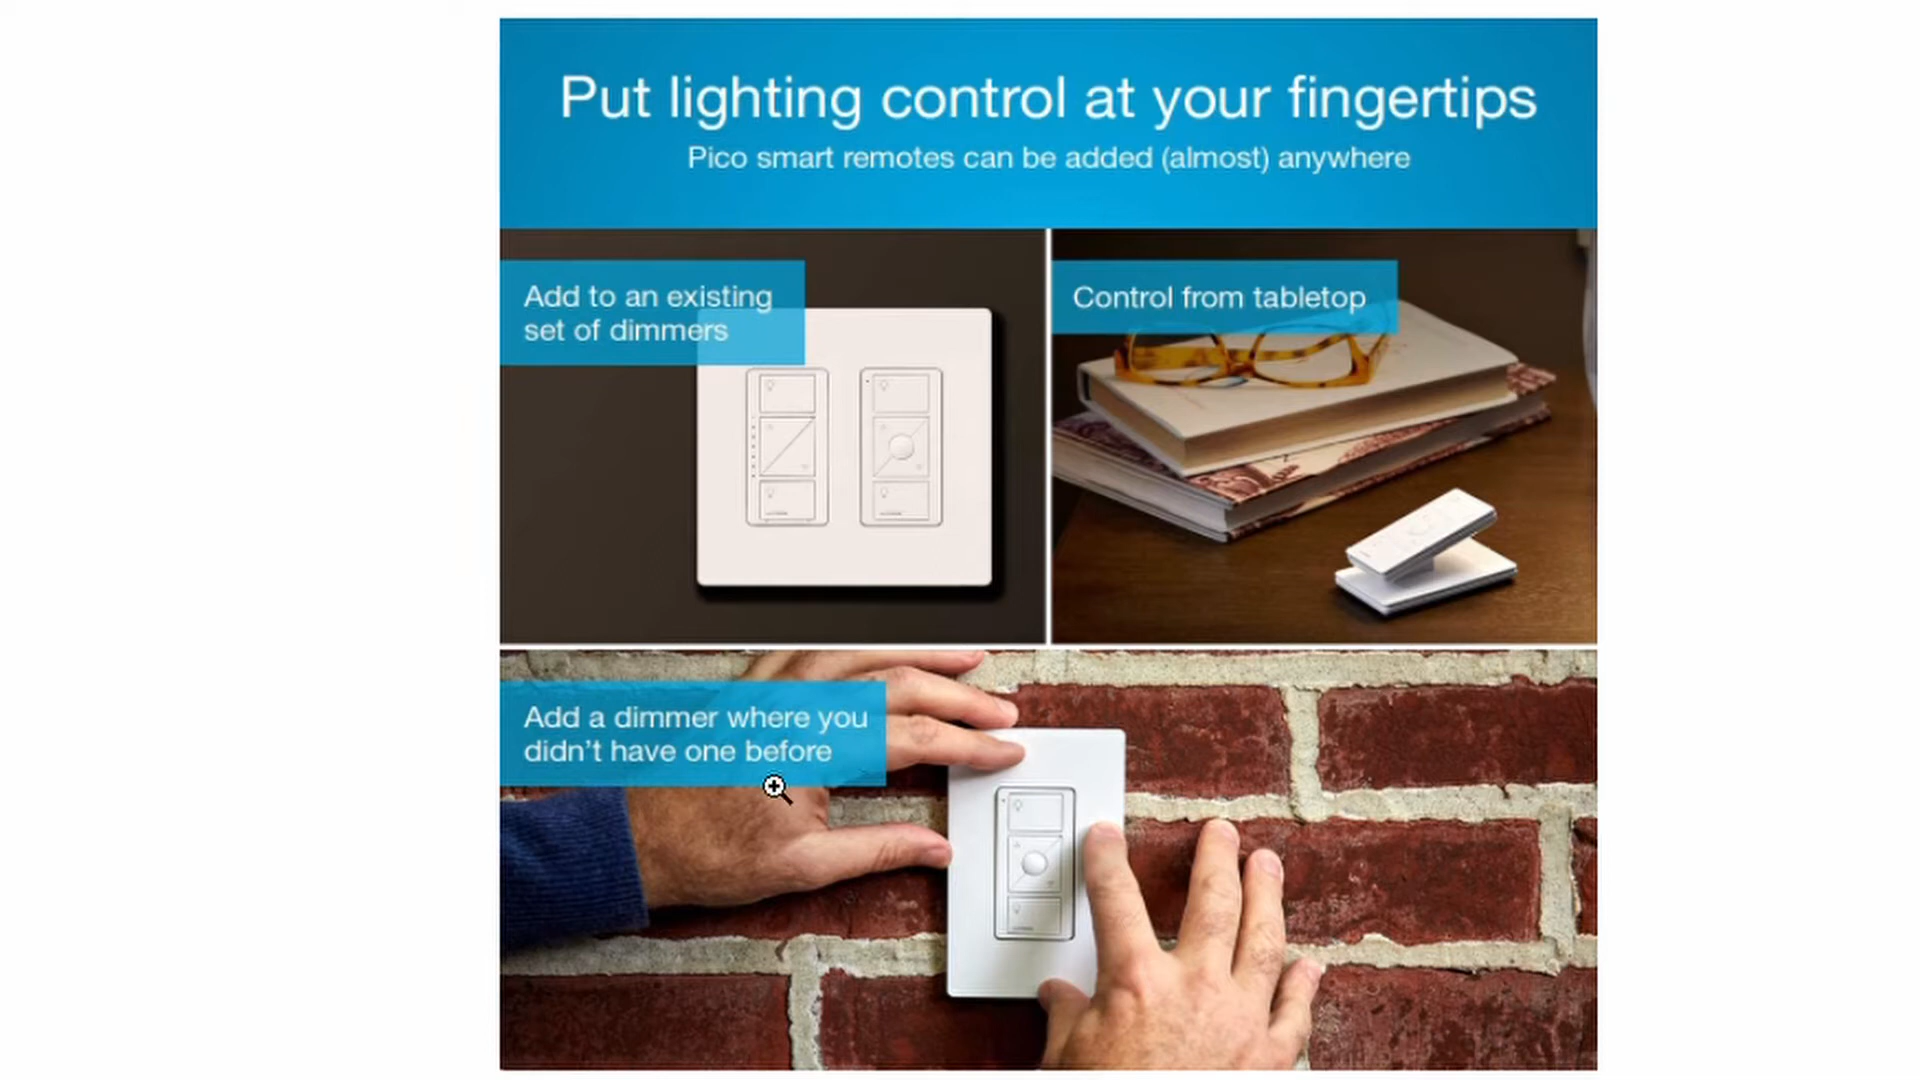 Put lighting control at your fingertips
Pico smart remotes can be added (almost) anywhere
Add to an existing
set of dimmers
Control from tabletop
Add a dimmer where you
didn't have one before